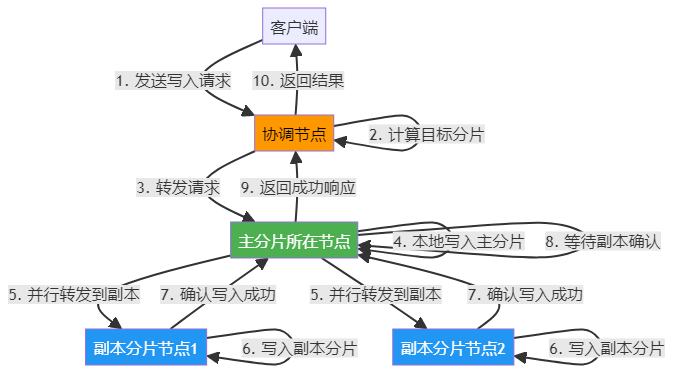 客户端
1. 发送写入请求
10. 返回结果
协调节点
2. 计算目标分片
3. 转发请求
9. 返回成功响应
主分片所在节点
4. 本地写入主分片
8. 等待副本确认
5. 并行转发到副本
7. 确认写入成功
5. 并行转发到副本
7. 确认写入成功
副本分片节点1
6. 写入副本分片
副本分片节点2
6. 写入副本分片